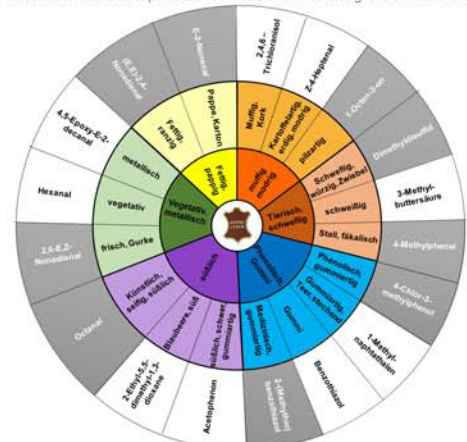 2,4,6 –
Trichloranisol
Z-4-Heptenal
1-Octen-3-on
Dimethyldisulfid
3-Methyl-
buttersäure
4-Methylphenol
4-Chlor-3-
methylphenol
1-Methyl-
naphtathalen
Benzothiazol
2-(Methylthio)
benzothiazol
Acetophenon
2-Ethyl-5,5-
dimethyl-1,3-
dioxane
Octanal
2,6-E,Z-
Nonadienal
Hexanal
4,5-Epoxy-E-2-
decanal
(E,E)-2,4-
Nonadienal
E-2-Nonenal
Muffig,
Kork
Kartoffelartig,
erdig, modrig
pilzartig
Schweflig,
würzig, Zwiebel
schweißig
Stall, fäkalisch
Phenolisch,
gummiartig
Gummiartig,
Teer, stechend
Gummi
Medizinisch,
gummiartig
süßlich, schwer,
gummiartig
Blaubeere, süß
Künstlich,
seifig, süßlich
frisch, Gurke
vegetativ
metallisch
Fettig,
ranzig
Pappe, Karton
muffig
modrig
Tierisch,
schweflig
Phenolisch,
Gummi
süßlich
Vegetativ,
metallisch
Fettig,
pappig